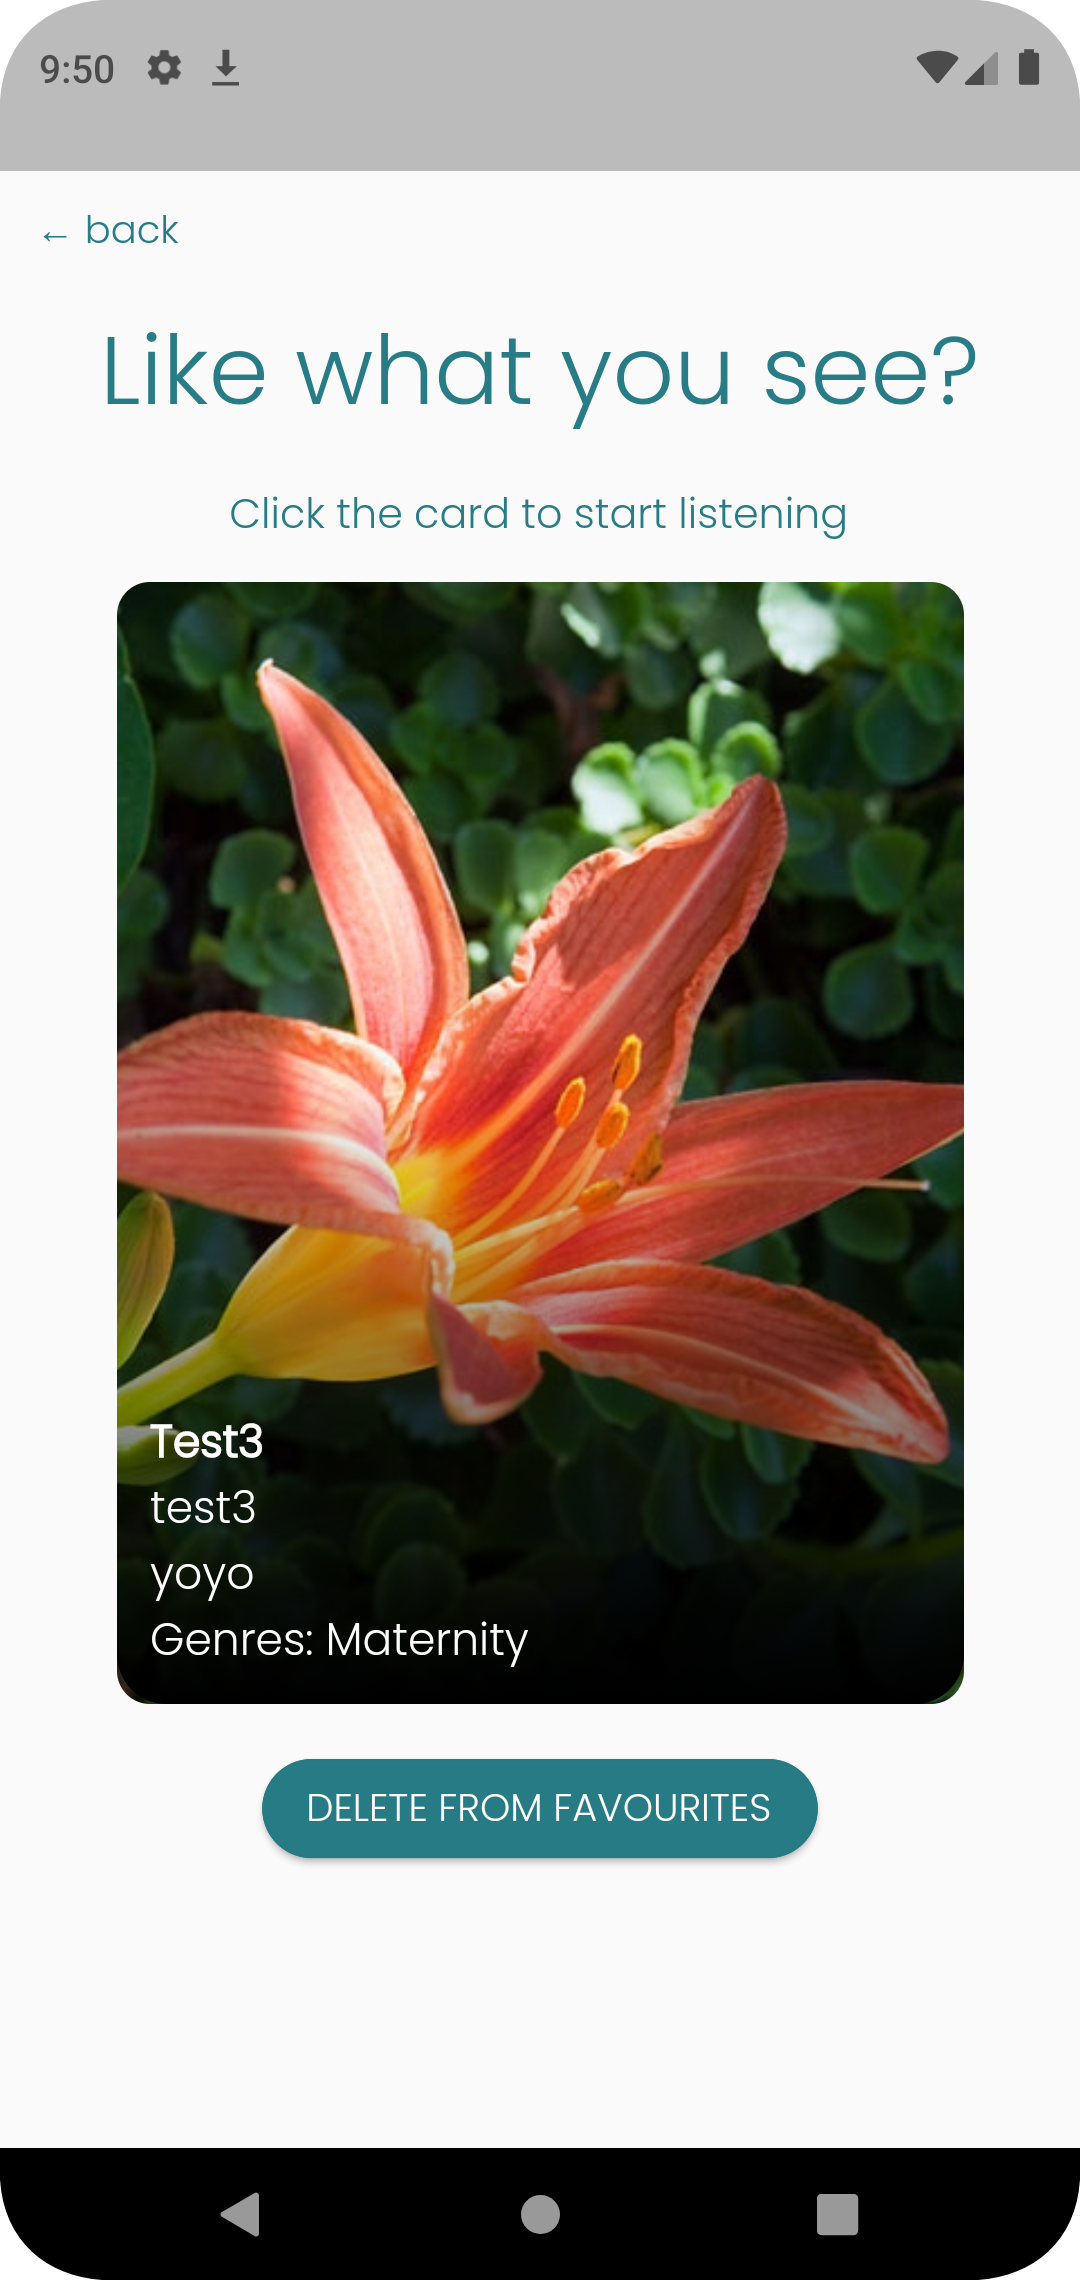 9:50
← back
Like what you see?
Click the card to start listening
Test3
test3
yoyo
Genres: Maternity
DELETE FROM FAVOURITES